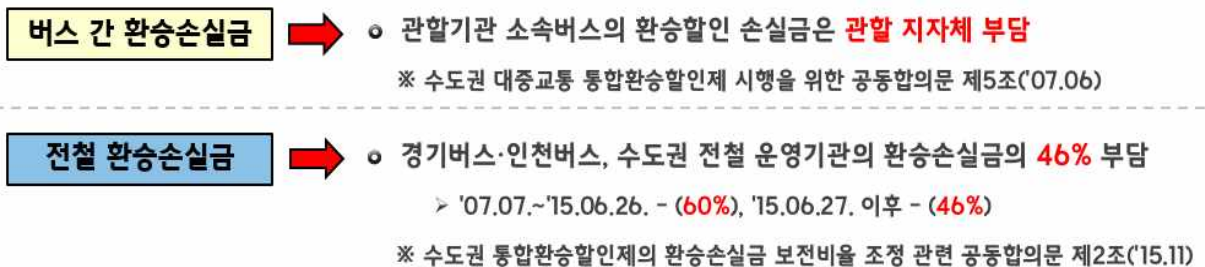 버스 간 환승손실금
관할기관 소속버스의 환승할인 손실금은 관할 지자체 부담
※ 수도권 대중교통 통합환승할인제 시행을 위한 공동합의문 제5조('07.06)
전철 환승손실금
경기버스·인천버스, 수도권 전철 운영기관의 환승손실금의 46% 부담
➢ '07.07.~'15.06.26. - (60%), '15.06.27. 이후 - (46%)
※ 수도권 통합환승할인제의 환승손실금 보전비율 조정 관련 공동합의문 제2조('15.11)